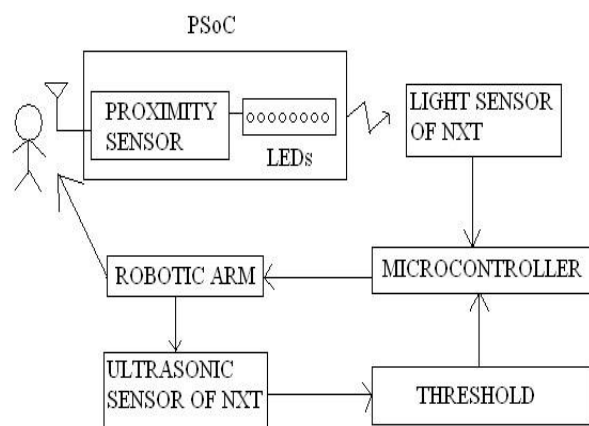 PSoC
PROXIMITY
SENSOR
LEDs
LIGHT SENSOR
OF NXT
ROBOTIC ARM
MICROCONTROLLER
ULTRASONIC
SENSOR OF NXT
THRESHOLD